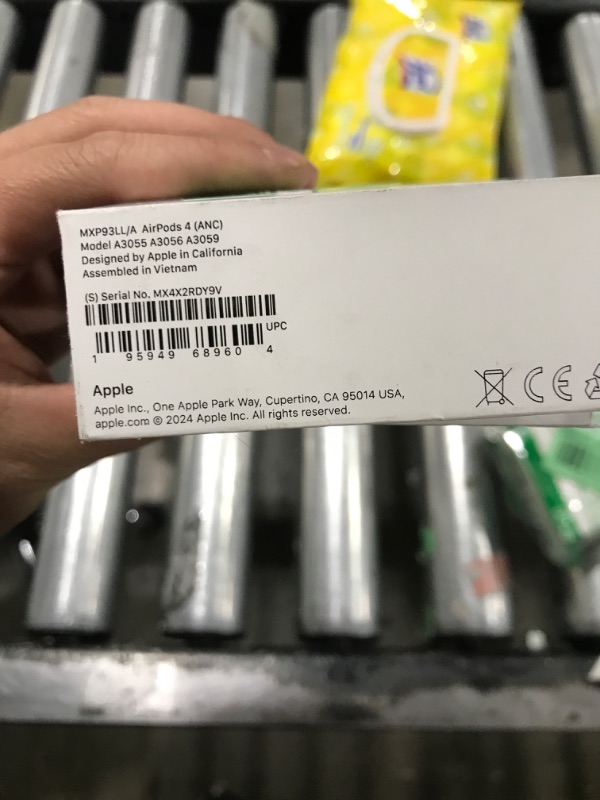 MXP93LL/A AirPods 4 (ANC)
Model A3055 A3056 A3059
Designed by Apple in California
Assembled in Vietnam
(S) Serial No. MX4X2RDY9V
UPC
1 95949 68960 4
Apple
Apple Inc., One Apple Park Way, Cupertino, CA 95014 USA,
apple.com © 2024 Apple Inc. All rights reserved.
CE